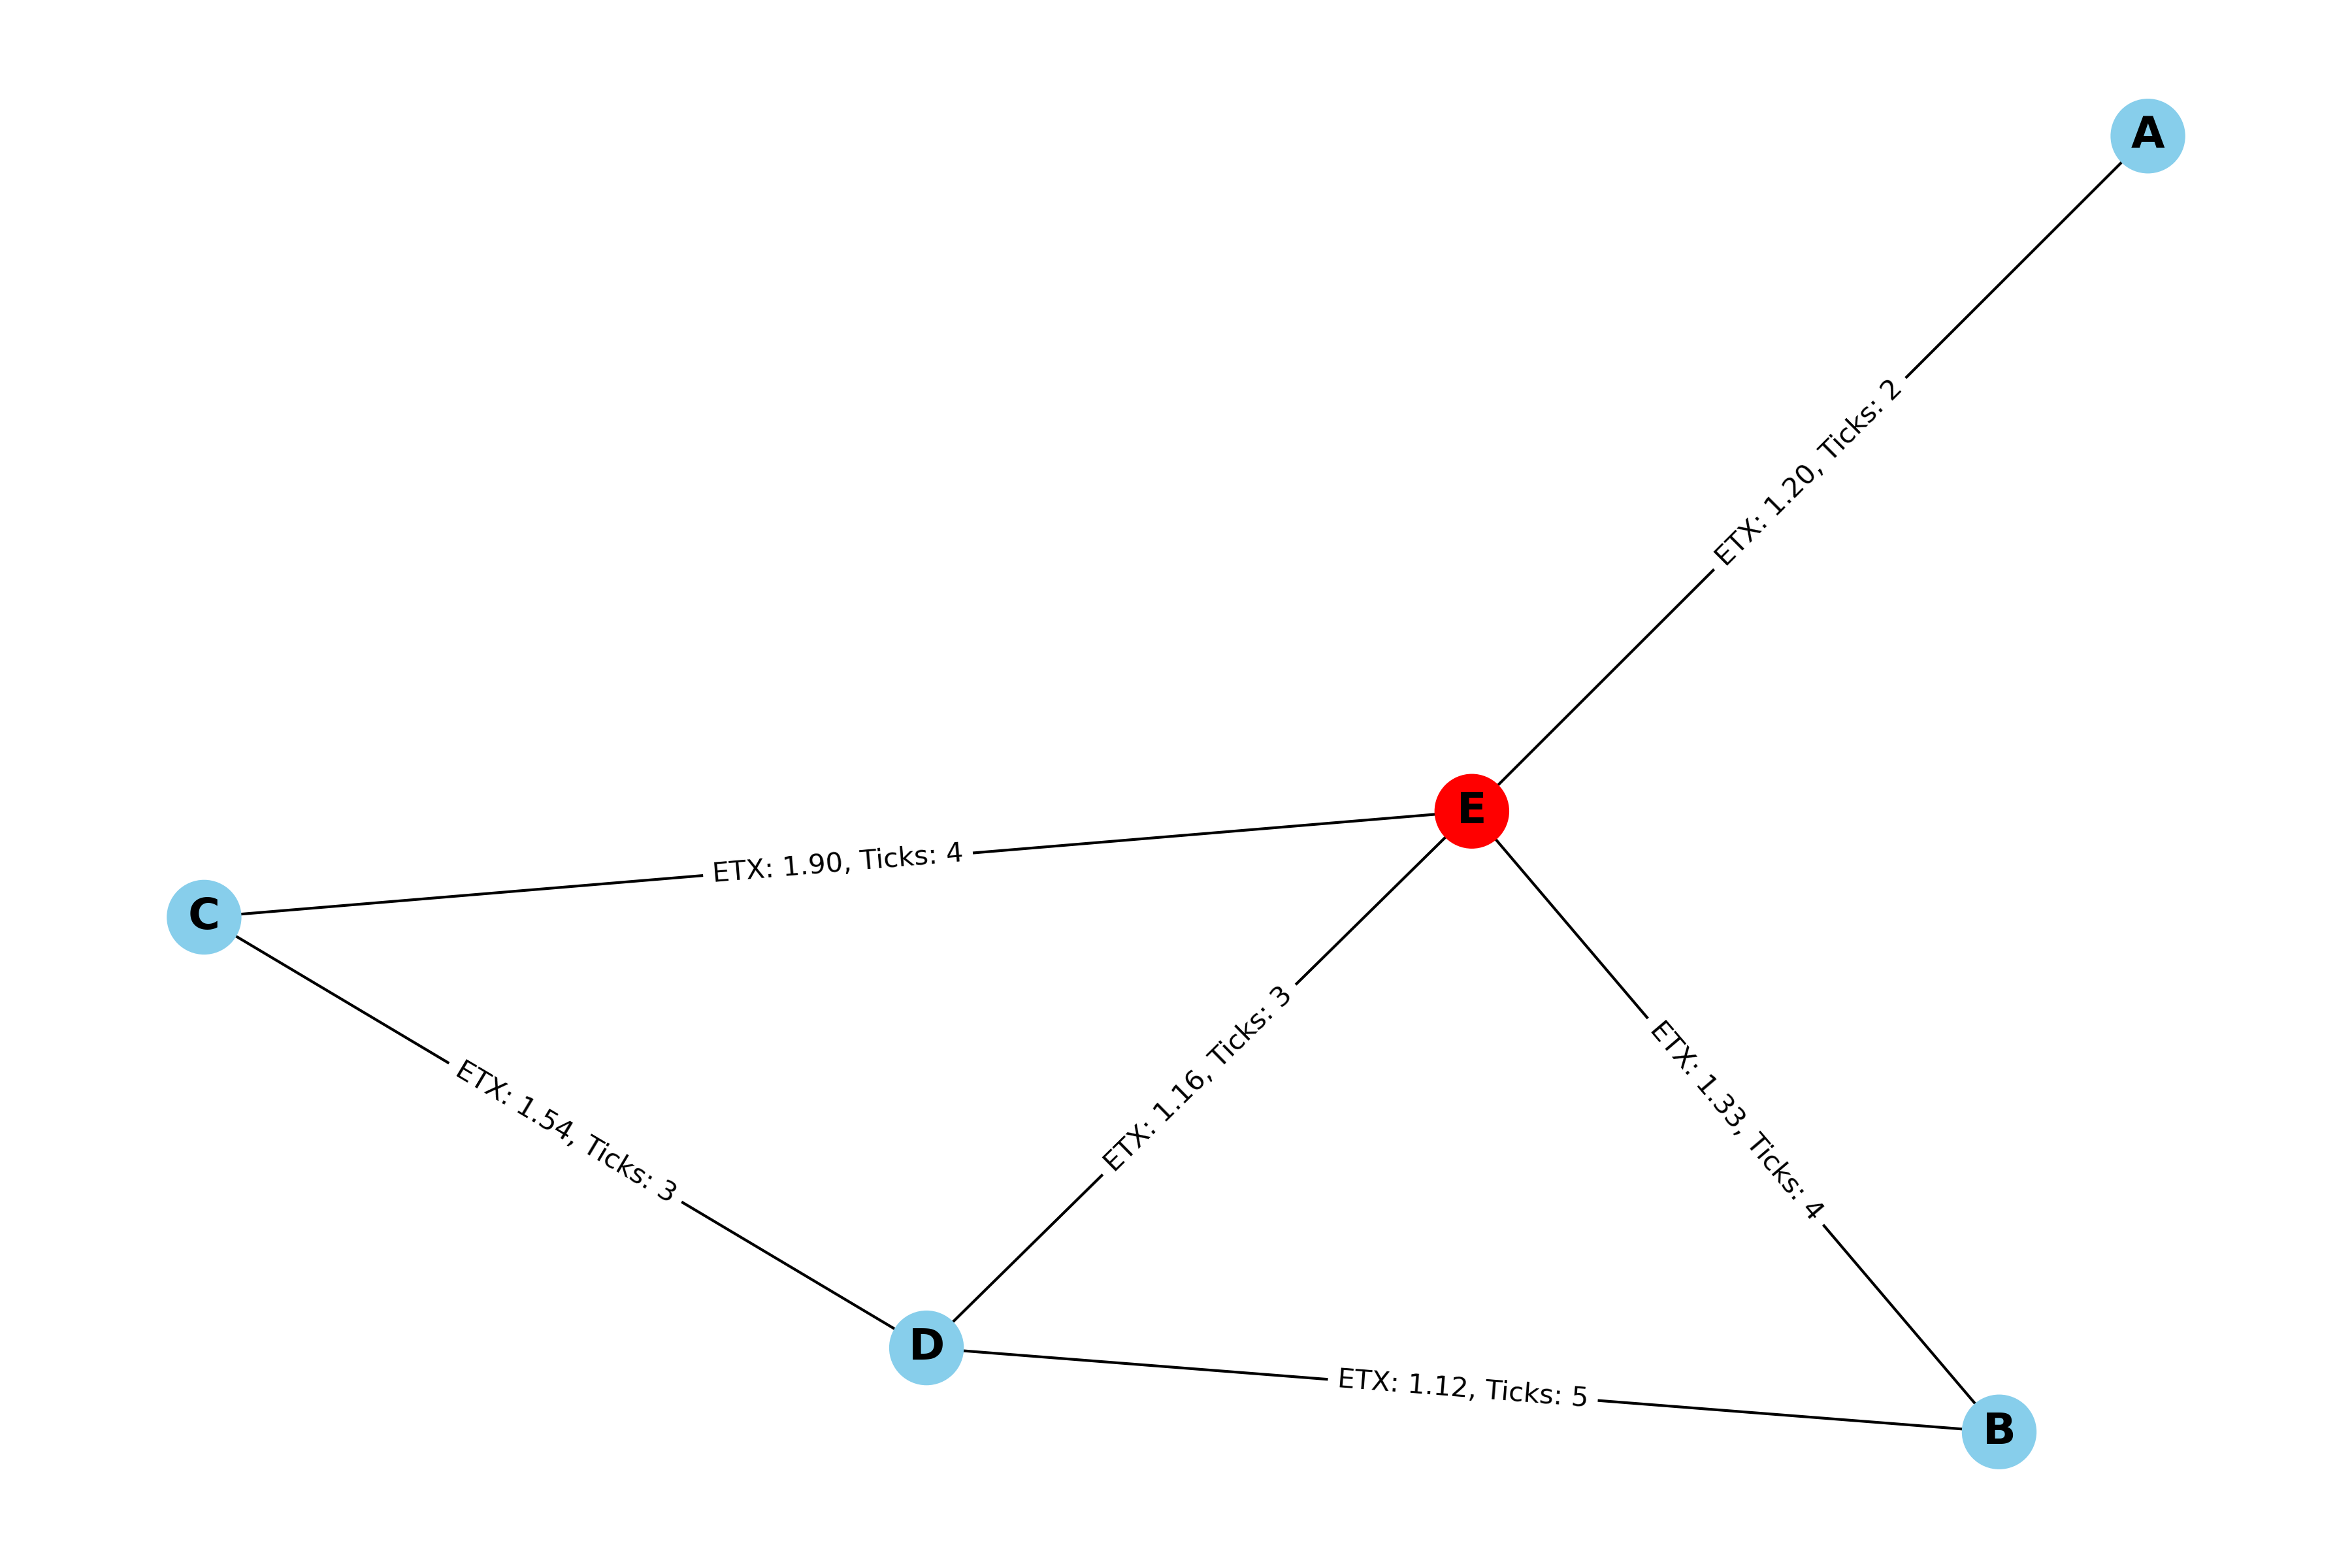 A
ETX: 1.20, Ticks: 2
E
ETX: 1.90, Ticks: 4
C
ETX: 1.16, Ticks: 3
ETX: 1.33, Ticks: 4
ETX: 1.54, Ticks: 3
D
ETX: 1.12, Ticks: 5
B